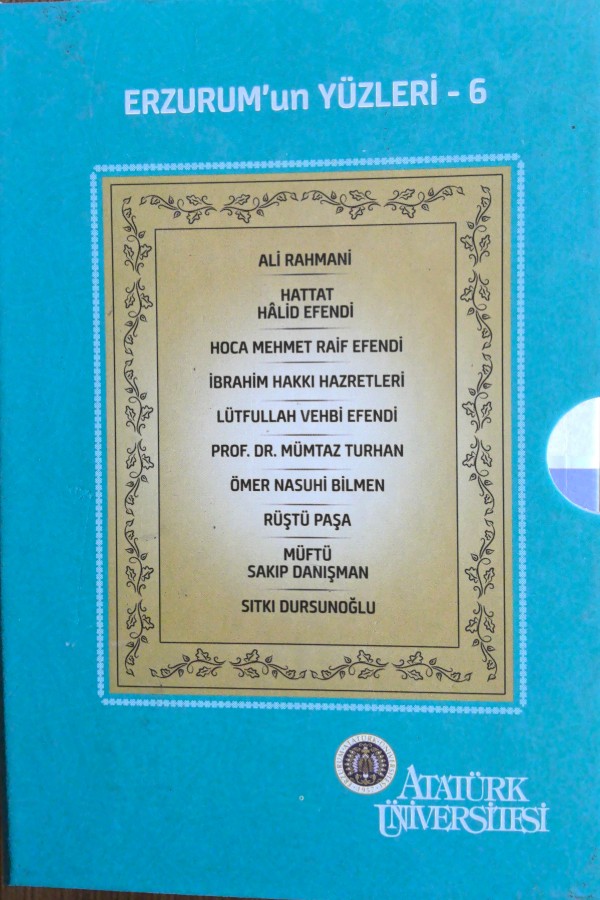 ERZURUM'un YÜZLERİ - 6
ALİ RAHMANİ
HATTAT
HÂLİD EFENDİ
HOCA MEHMET RAİF EFENDİ
İBRAHİM HAKKI HAZRETLERİ
LÜTFULLAH VEHBİ EFENDİ
PROF. DR. MÜMTAZ TURHAN
ÖMER NASUHİ BİLMEN
RÜŞTÜ PAŞA
MÜFTÜ
SAKIP DANIŞMAN
SITKI DURSUNOĞLU
ATATÜRK
ÜNİVERSİTESİ